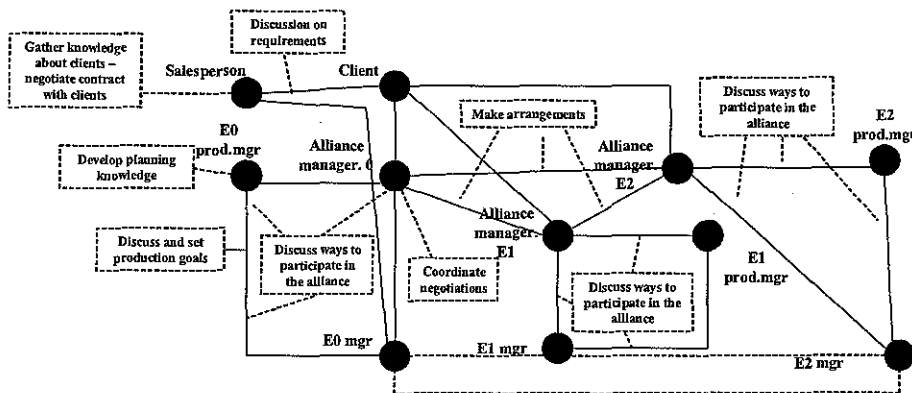 Gather knowledge
about clients –
negotiate contract
with clients
Discussion on
requirements
Salesperson
Client
Discuss ways to
participate in the
alliance
E0
prod.mgr
Make arrangements
E2
prod.mgr
Develop planning
knowledge
Alliance
manager. 0
Alliance
manager
E2
Alliance
manager.
E1
Discuss and set
production goals
Discuss ways to
participate in
the alliance
Coordinate
negotiations
Discuss ways to
participate in the
alliance
E1
prod.mgr
E0 mgr
E1 mgr
E2 mgr